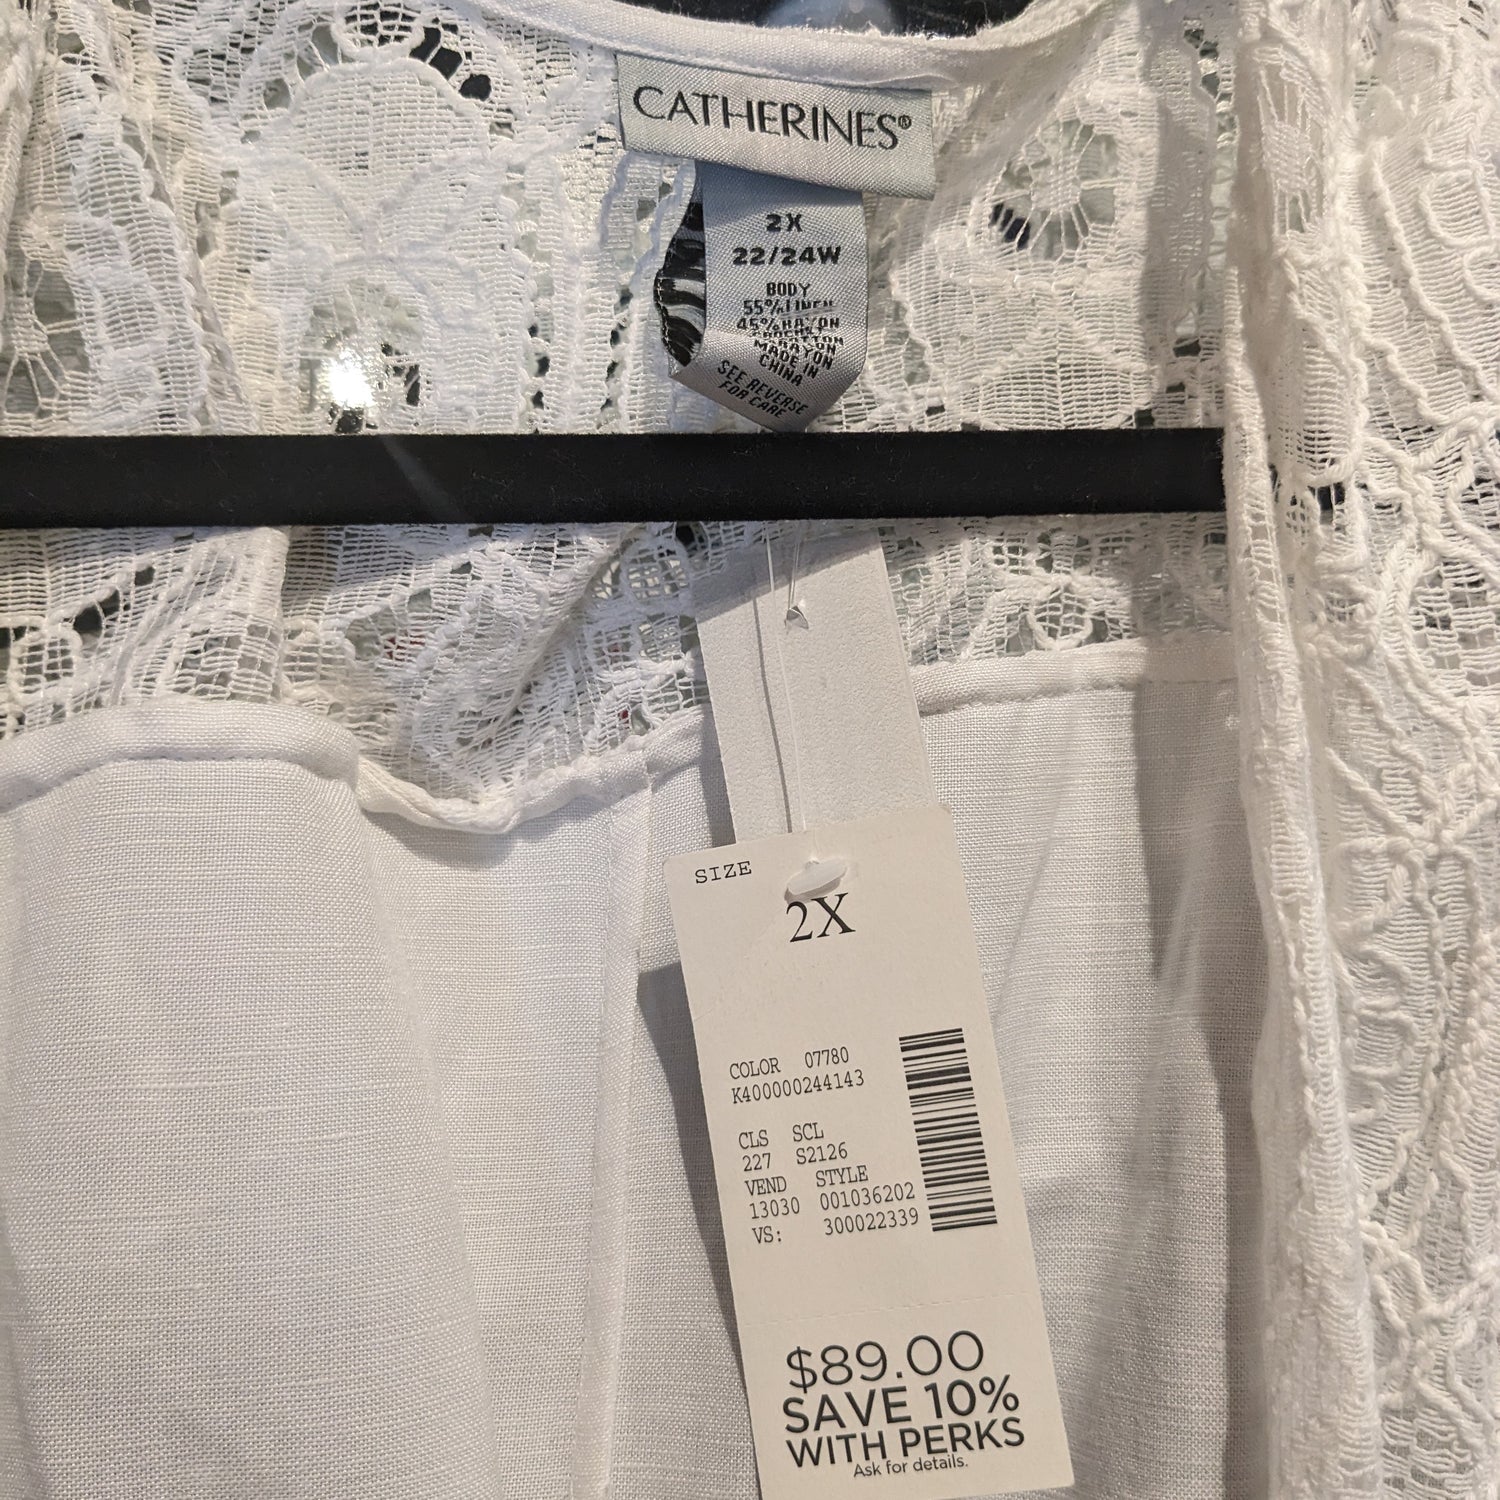 CATHERINES®
2X
22/24W
BODY
55% LINEN
45% RAYON
MADE IN
CHINA
SEE REVERSE
FOR CARE
SIZE
2X
COLOR 07780
K400000244143
CLS SCL
227 S2126
VEND STYLE
13030 001036202
VS: 300022339
$89.00
SAVE 10%
WITH PERKS
Ask for details.